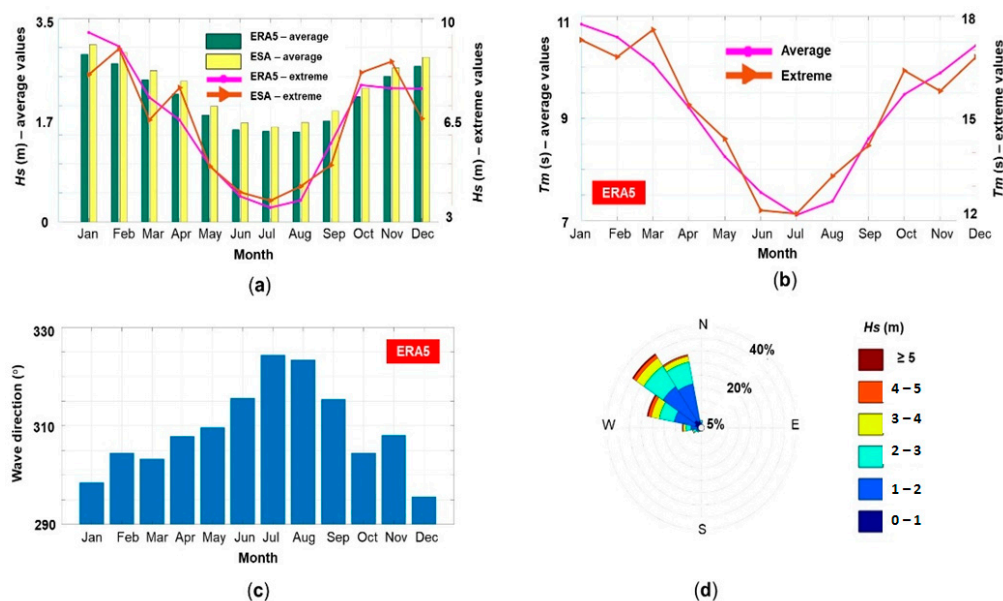 3.5
10
ERA5 – average
ESA – average
ERA5 – extreme
ESA – extreme
Hs (m) – average values
1.7
6.5
Hs (m) – extreme values
0
3
Jan Feb Mar Apr May Jun Jul Aug Sep Oct Nov Dec
Month
(a)
11
18
Average
Extreme
Tm (s) – average values
9
15
Tm (s) – extreme values
ERA5
7
12
Jan Feb Mar Apr May Jun Jul Aug Sep Oct Nov Dec
Month
(b)
330
ERA5
Wave direction (º)
310
290
Jan Feb Mar Apr May Jun Jul Aug Sep Oct Nov Dec
Month
(c)
N
40%
20%
W
5%
E
S
Hs (m)
≥ 5
4 – 5
3 – 4
2 – 3
1 – 2
0 – 1
(d)